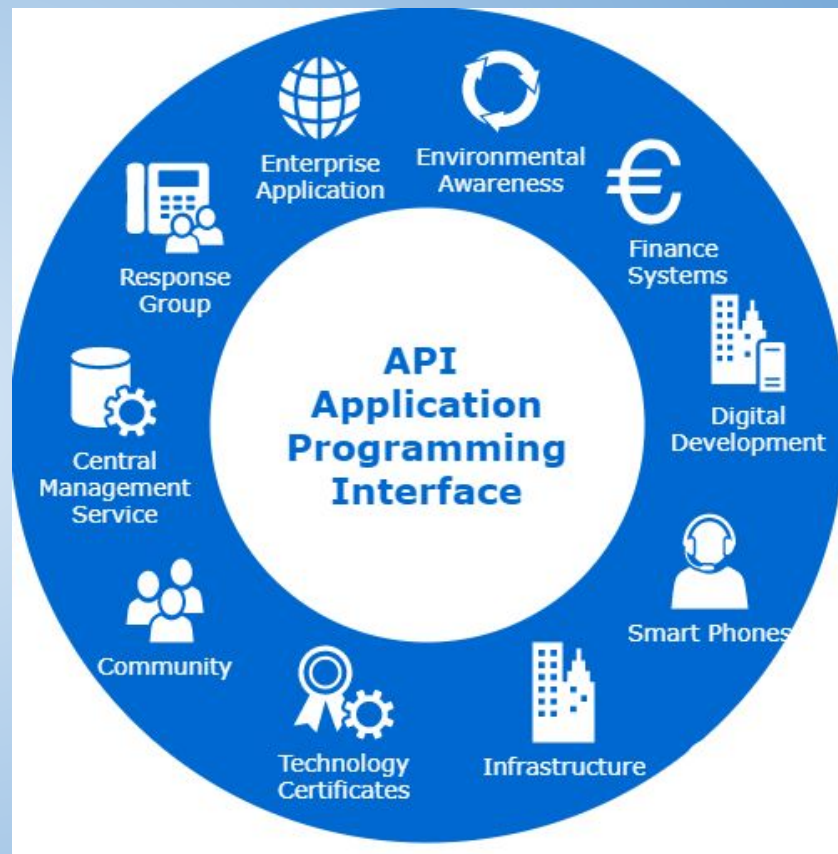 API
Application
Programming
Interface
Enterprise
Application
Environmental
Awareness
Finance
Systems
Digital
Development
Smart Phones
Infrastructure
Technology
Certificates
Community
Central
Management
Service
Response
Group